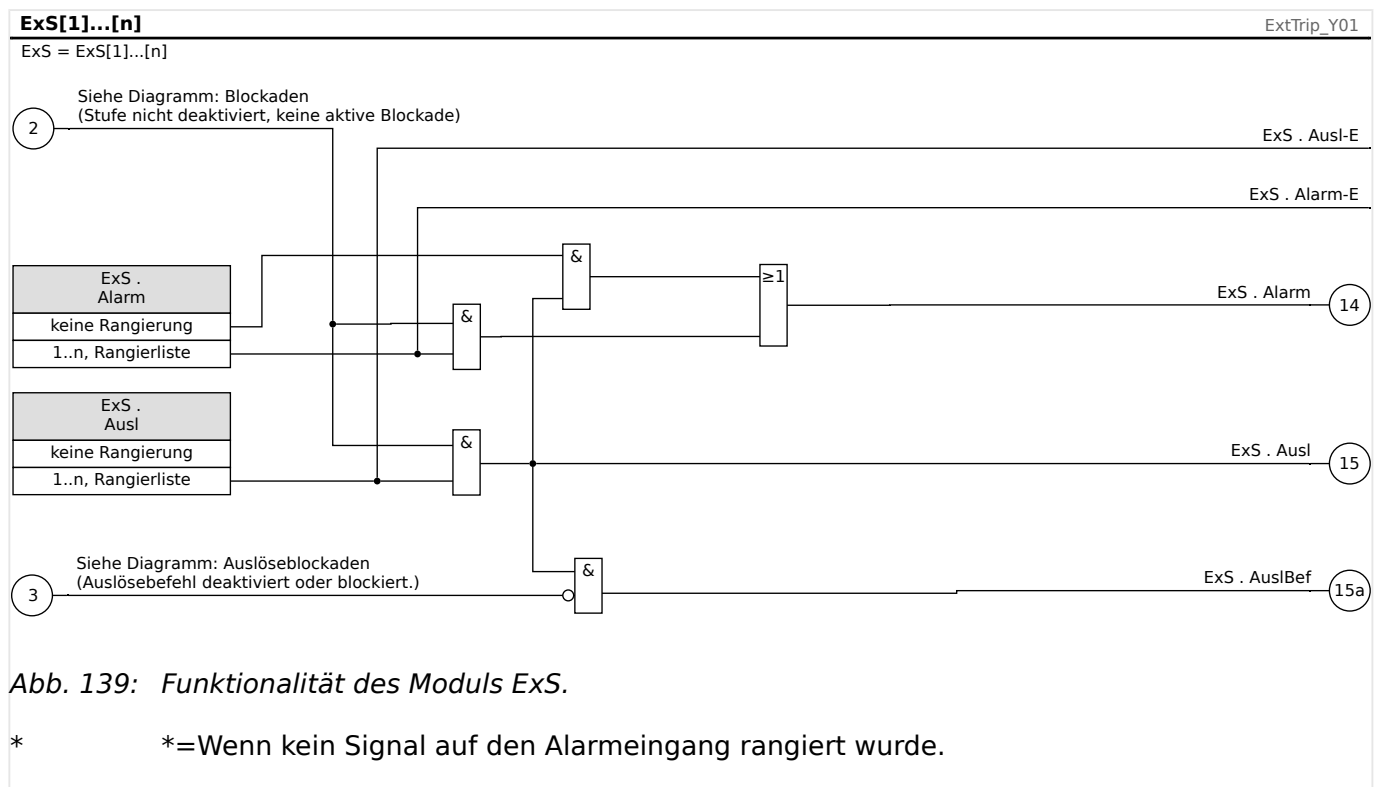 ExS[1]...[n]
ExtTrip_Y01
ExS = ExS[1]...[n]
Siehe Diagramm: Blockaden
(Stufe nicht deaktiviert, keine aktive Blockade)
2
ExS . Ausl-E
ExS . Alarm-E
&
ExS .
Alarm
≥1
ExS . Alarm
14
keine Rangierung
&
1..n, Rangierliste
ExS .
Ausl
keine Rangierung
&
ExS . Ausl
15
1..n, Rangierliste
Siehe Diagramm: Auslöseblockaden
(Auslösebefehl deaktiviert oder blockiert.)
3
&
ExS . AuslBef
15a
Abb. 139: Funktionalität des Moduls ExS.
* *=Wenn kein Signal auf den Alarmeingang rangiert wurde.